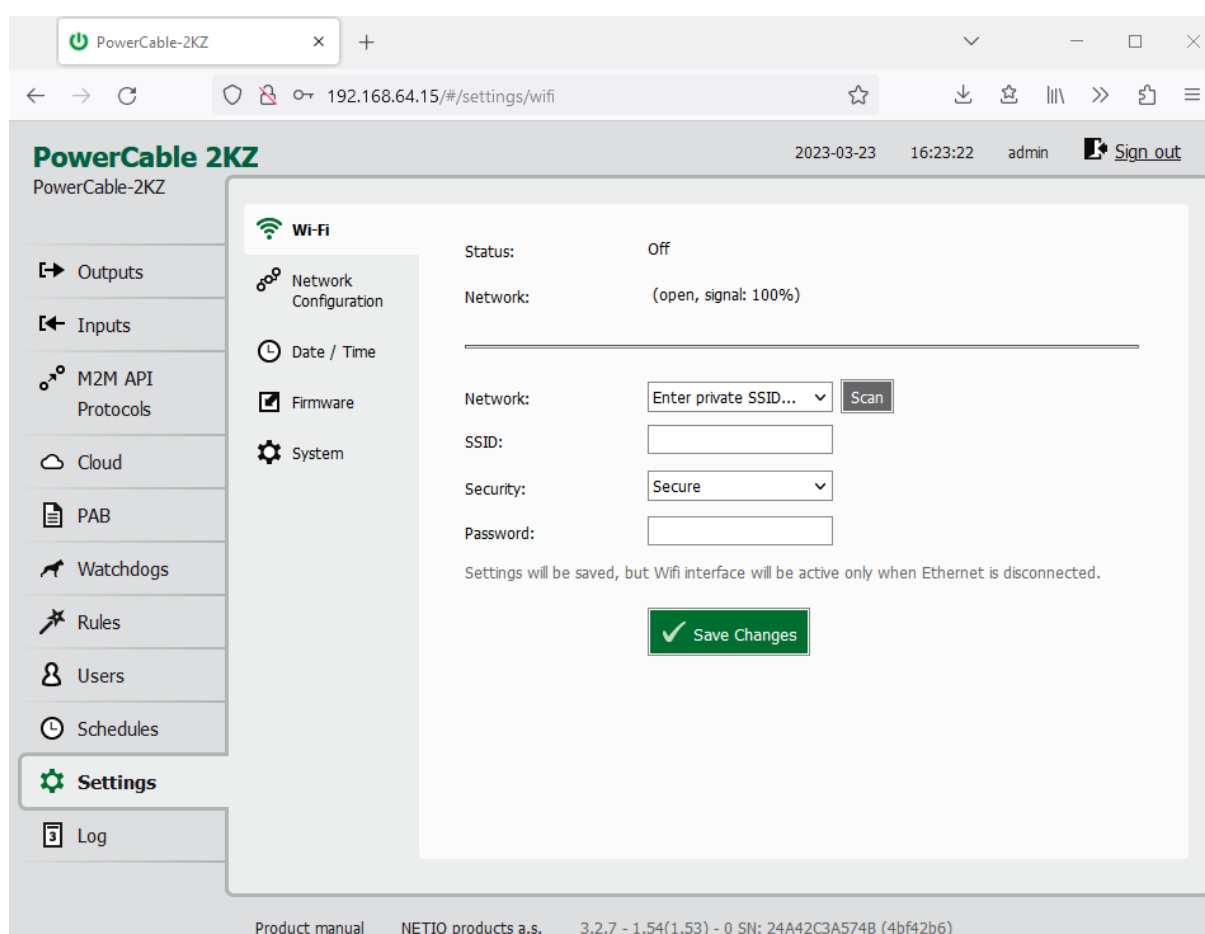 PowerCable-2KZ
192.168.64.15/#/settings/wifi
PowerCable 2KZ
2023-03-23 16:23:22 admin Sign out
PowerCable-2KZ
Outputs
Inputs
M2M API
Protocols
Cloud
PAB
Watchdogs
Rules
Users
Schedules
Settings
3
Log
Wi-Fi
Network
Configuration
Date / Time
Firmware
System
Status: Off
Network: (open, signal: 100%)
Network: Enter private SSID... Scan
SSID:
Security: Secure
Password:
Settings will be saved, but Wifi interface will be active only when Ethernet is disconnected.
Save Changes
Product manual NETIO products a.s. 3.2.7 - 1.54(1.53) - 0 SN: 24A42C3A574B (4bf42b6)